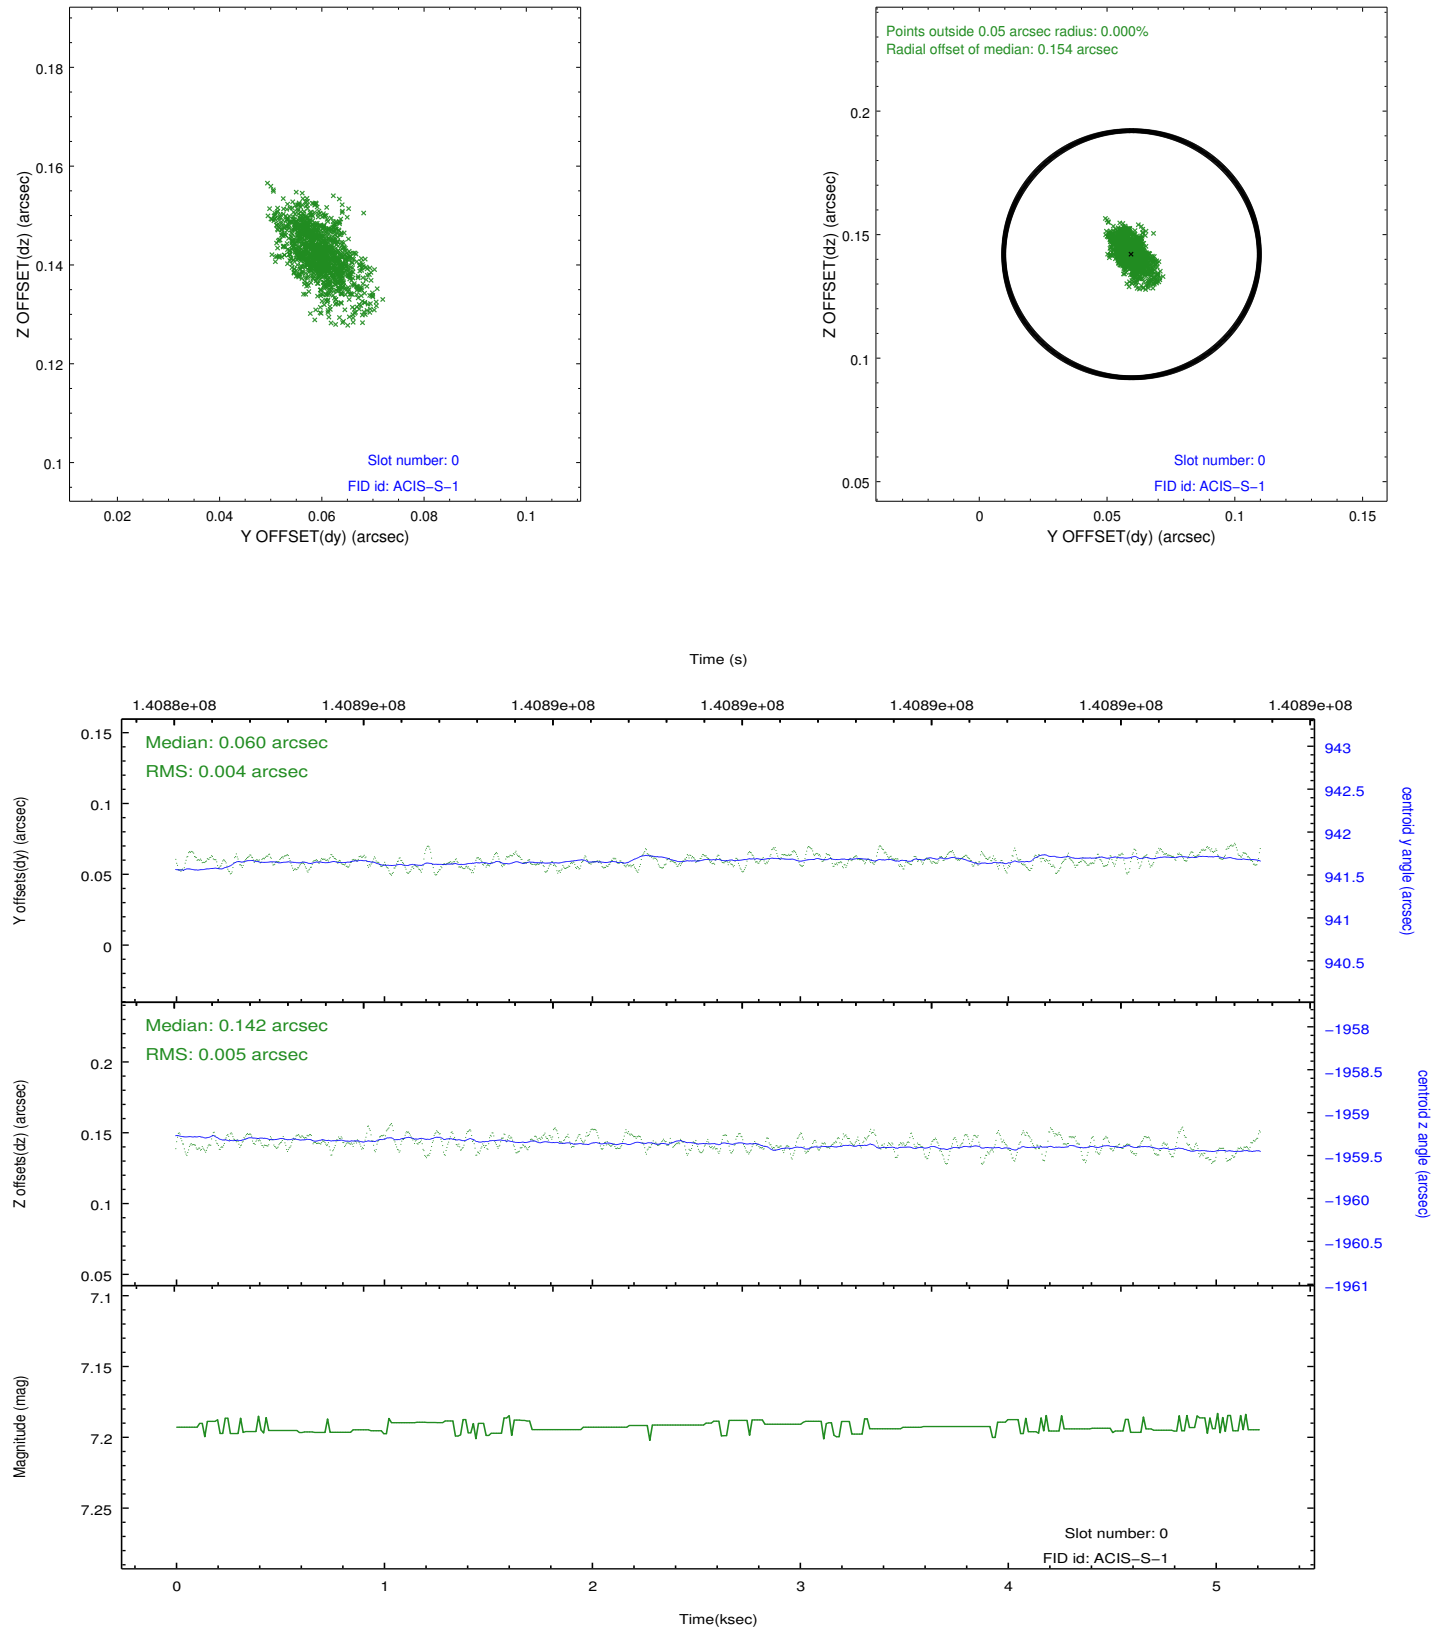 0.18
0.16
0.14
0.12
0.1
Z OFFSET(dz) (arcsec)
Slot number: 0
FID id: ACIS−S−1
0.02 0.04 0.06 0.08 0.1
Y OFFSET(dy) (arcsec)
Points outside 0.05 arcsec radius: 0.000%
Radial offset of median: 0.154 arcsec
0.2
0.15
0.1
0.05
Z OFFSET(dz) (arcsec)
Slot number: 0
FID id: ACIS−S−1
0 0.05 0.1 0.15
Y OFFSET(dy) (arcsec)
Time (s)
1.4088e+08 1.4089e+08 1.4089e+08 1.4089e+08 1.4089e+08 1.4089e+08 1.4089e+08
Median: 0.060 arcsec
RMS: 0.004 arcsec
0.15
0.1
0.05
0
Y offsets(dy) (arcsec)
943
942.5
942
941.5
941
940.5
centroid y angle (arcsec)
Median: 0.142 arcsec
RMS: 0.005 arcsec
0.2
0.15
0.1
0.05
Z offsets(dz) (arcsec)
−1958
−1958.5
−1959
−1959.5
−1960
−1960.5
−1961
centroid z angle (arcsec)
7.1
7.15
7.2
7.25
Magnitude (mag)
Slot number: 0
FID id: ACIS−S−1
0 1 2 3 4 5
Time(ksec)